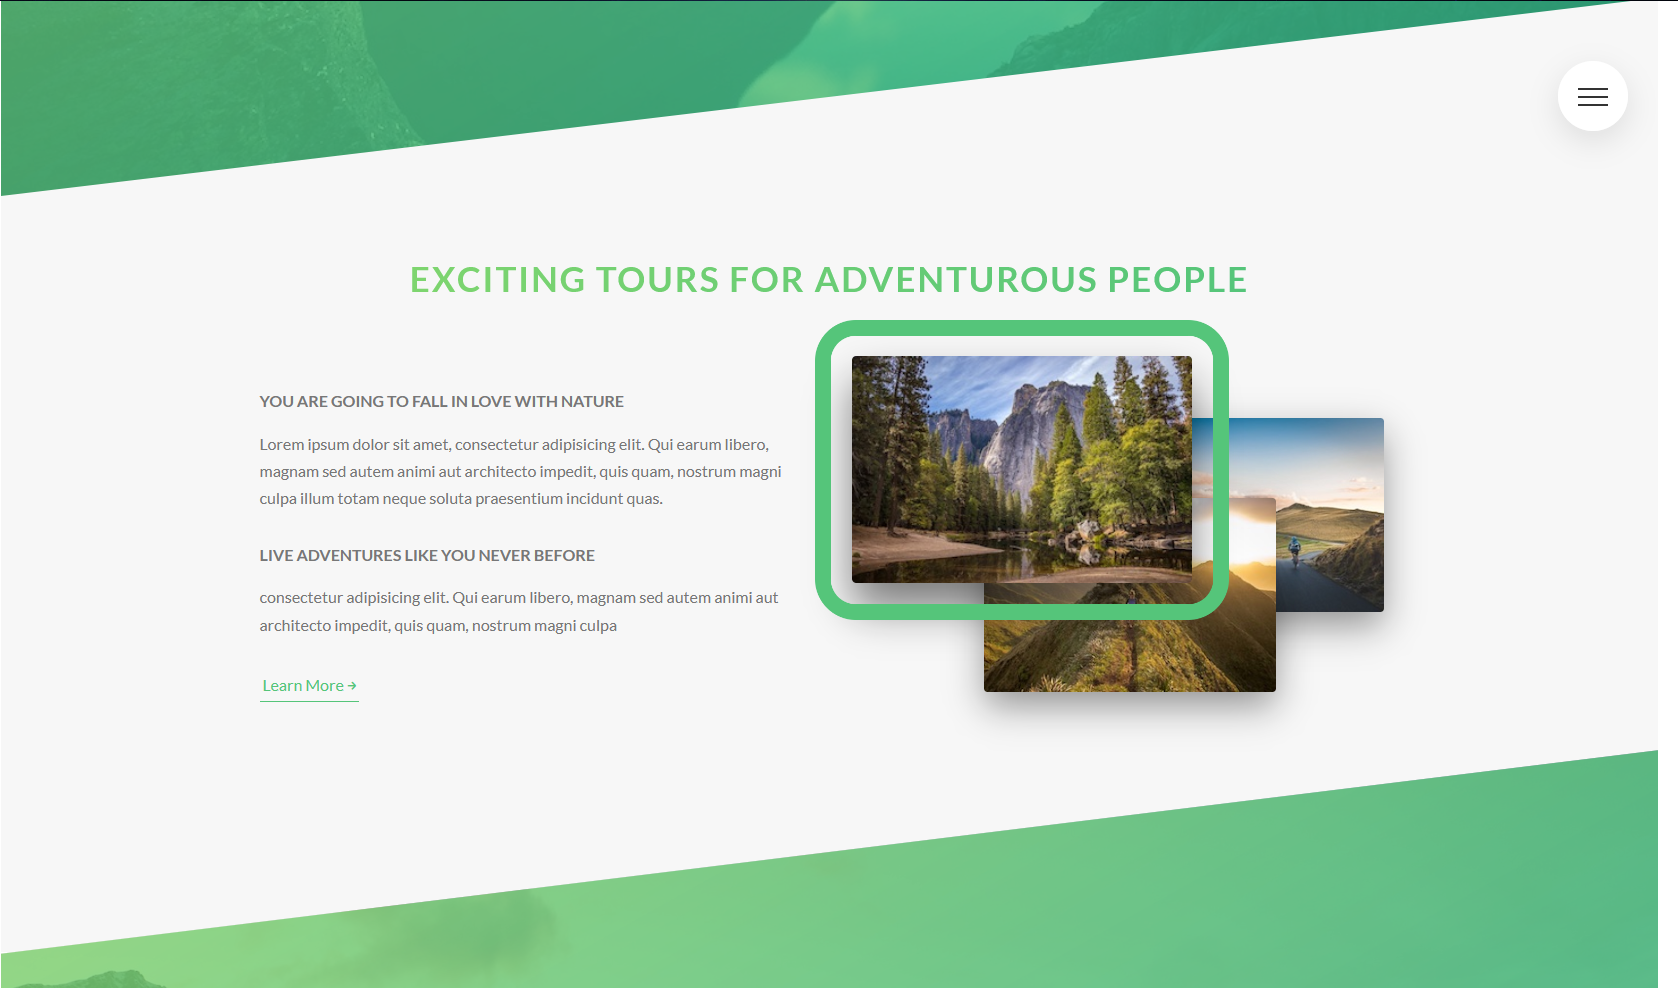 EXCITING TOURS FOR ADVENTUROUS PEOPLE
YOU ARE GOING TO FALL IN LOVE WITH NATURE
Lorem ipsum dolor sit amet, consectetur adipisicing elit. Qui earum libero,
magnam sed autem animi aut architecto impedit, quis quam, nostrum magni
culpa illum totam neque soluta praesentium incidunt quas.
LIVE ADVENTURES LIKE YOU NEVER BEFORE
consectetur adipisicing elit. Qui earum libero, magnam sed autem animi aut
architecto impedit, quis quam, nostrum magni culpa
Learn More →